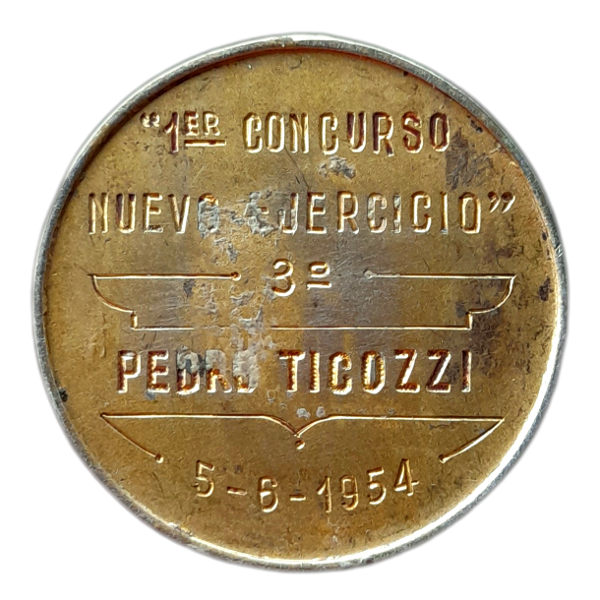 "1ER CONCURSO
NUEVO EJERCICIO"
3º
PEDRO TICOZZI
5-6-1954